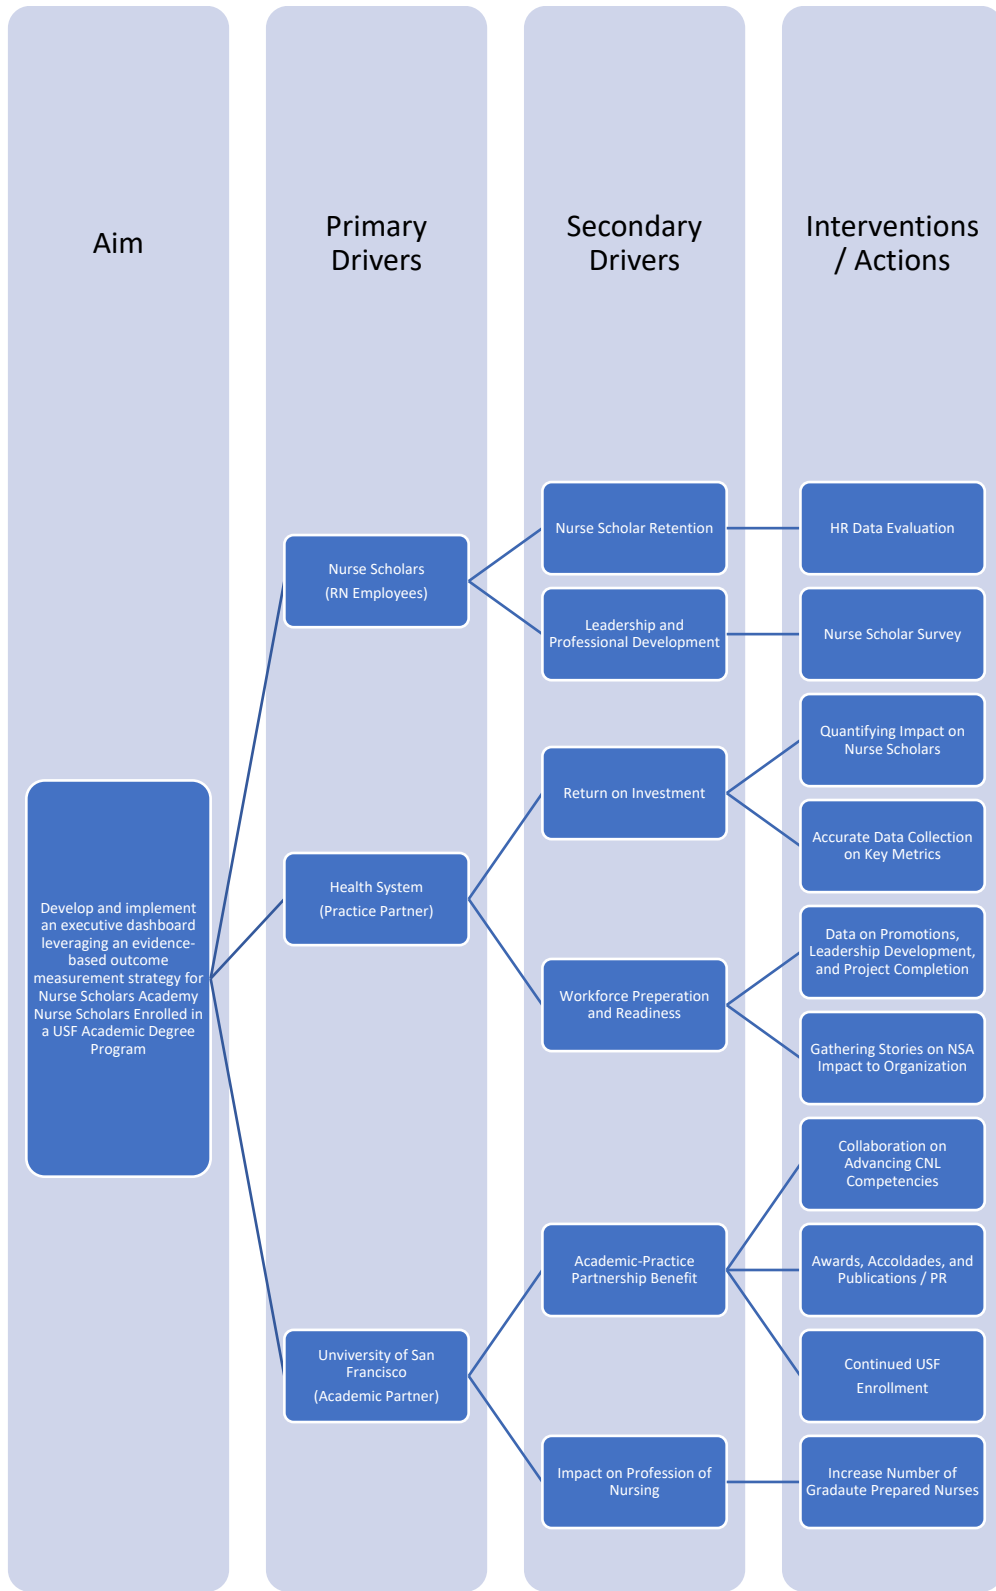 Aim
Primary
Drivers
Secondary
Drivers
Interventions
/ Actions
Develop and implement
an executive dashboard
leveraging an evidence-
based outcome
measurement strategy for
Nurse Scholars Academy
Nurse Scholars Enrolled in
a USF Academic Degree
Program
Nurse Scholars
(RN Employees)
Nurse Scholar Retention
HR Data Evaluation
Leadership and
Professional Development
Nurse Scholar Survey
Health System
(Practice Partner)
Return on Investment
Quantifying Impact on
Nurse Scholars
Accurate Data Collection
on Key Metrics
Workforce Preperation
and Readiness
Data on Promotions,
Leadership Development,
and Project Completion
Gathering Stories on NSA
Impact to Organization
Unviversity of San
Francisco
(Academic Partner)
Academic-Practice
Partnership Benefit
Collaboration on
Advancing CNL
Competencies
Awards, Accoldades, and
Publications / PR
Continued USF
Enrollment
Impact on Profession of
Nursing
Increase Number of
Gradaute Prepared Nurses